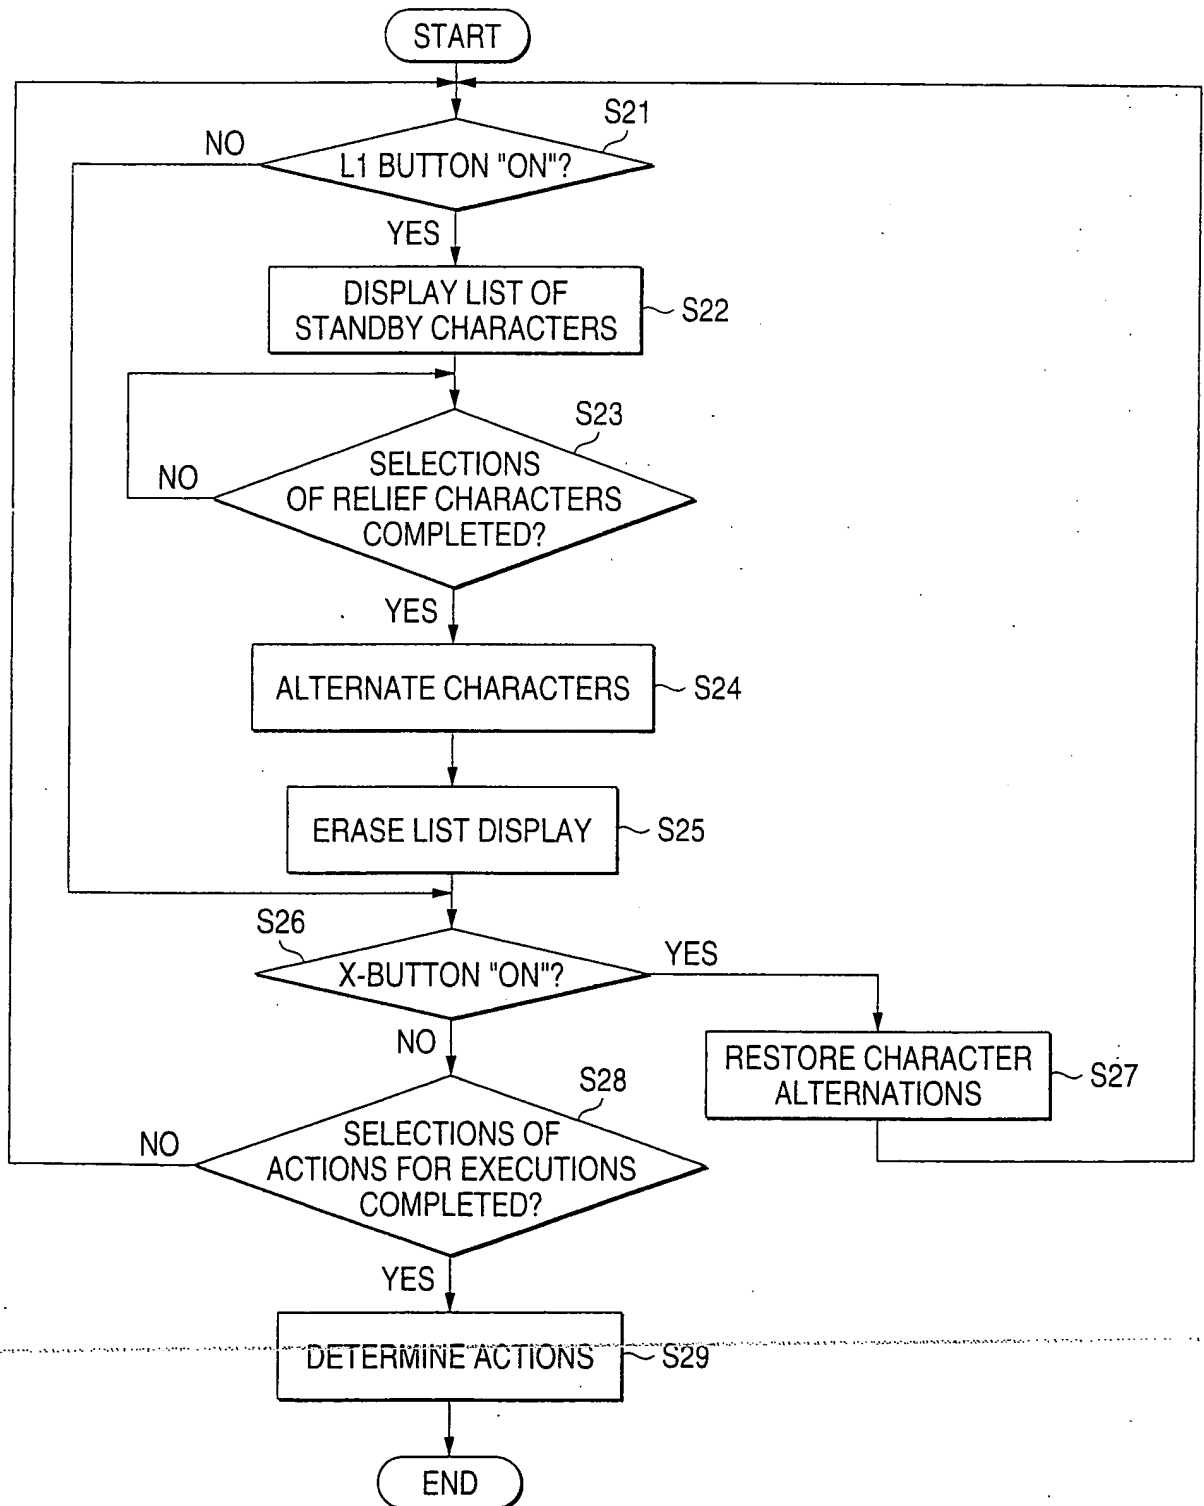 START
S21
NO
L1 BUTTON "ON"?
YES
DISPLAY LIST OF
STANDBY CHARACTERS
S22
S23
NO
SELECTIONS
OF RELIEF CHARACTERS
COMPLETED?
YES
ALTERNATE CHARACTERS
S24
ERASE LIST DISPLAY
S25
S26
X-BUTTON "ON"?
YES
NO
RESTORE CHARACTER
ALTERNATIONS
S27
S28
NO
SELECTIONS OF
ACTIONS FOR EXECUTIONS
COMPLETED?
YES
DETERMINE ACTIONS
S29
END